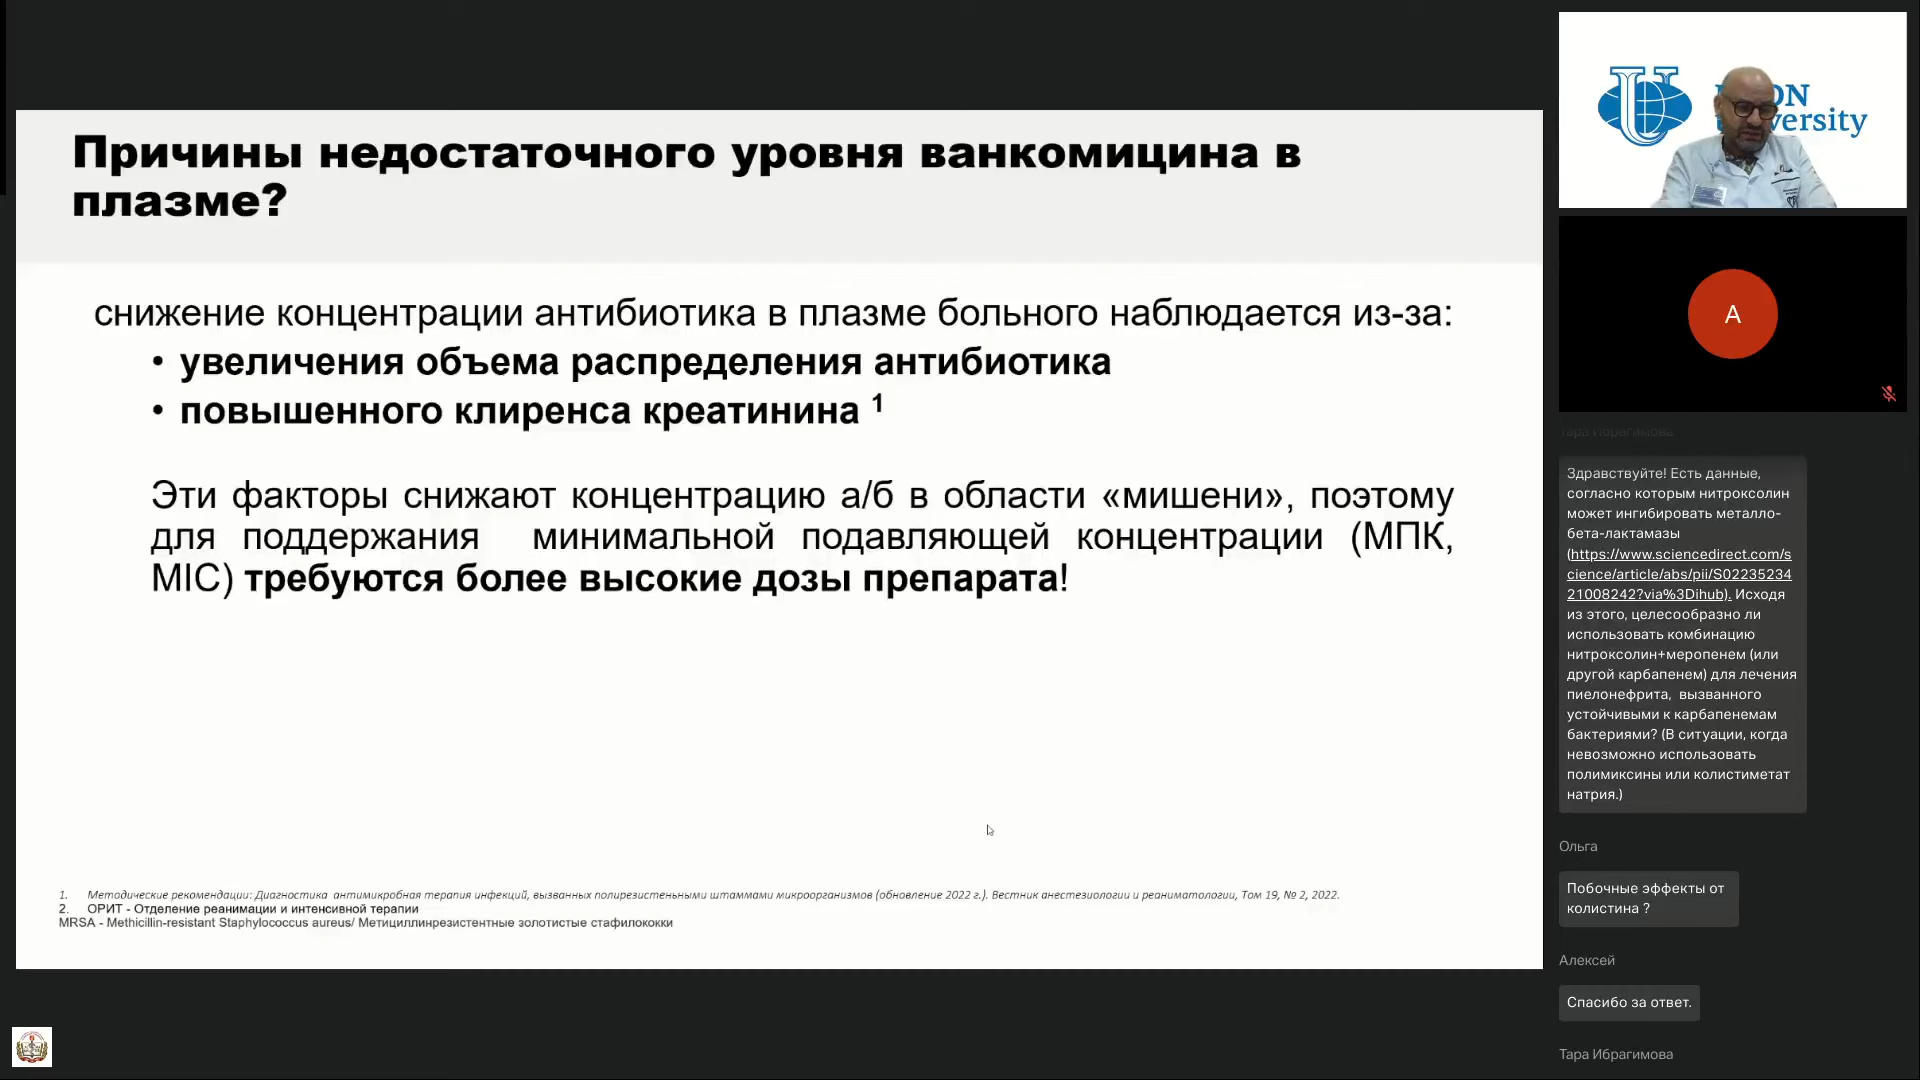 Причины недостаточного уровня ванкомицина в
плазме?
снижение концентрации антибиотика в плазме больного наблюдается из-за:
• увеличения объема распределения антибиотика
• повышенного клиренса креатинина 1
Эти факторы снижают концентрацию а/б в области «мишени», поэтому
для поддержания минимальной подавляющей концентрации (МПК,
MIC) требуются более высокие дозы препарата!
1. Методические рекомендации: Диагностика антимикробная терапия инфекций, вызванных полирезистентными штаммами микроорганизмов (обновление 2022 г.). Вестник анестезиологии и реаниматологии, Том 19, № 2, 2022.
2. ОРИТ - Отделение реанимации и интенсивной терапии
MRSA - Methicillin-resistant Staphylococcus aureus/ Метициллинрезистентные золотистые стафилококки
A
Тара Ибрагимова
Здравствуйте! Есть данные,
согласно которым нитроксолин
может ингибировать металло-
бета-лактамазы
(https://www.sciencedirect.com/s
cience/article/abs/pii/S02235234
21008242?via%3Dihub). Исходя
из этого, целесообразно ли
использовать комбинацию
нитроксолин+меропенем (или
другой карбапенем) для лечения
пиелонефрита, вызванного
устойчивыми к карбапенемам
бактериями? (В ситуации, когда
невозможно использовать
полимиксины или колистиметат
натрия.)
Ольга
Побочные эффекты от
колистина ?
Алексей
Спасибо за ответ.
Тара Ибрагимова